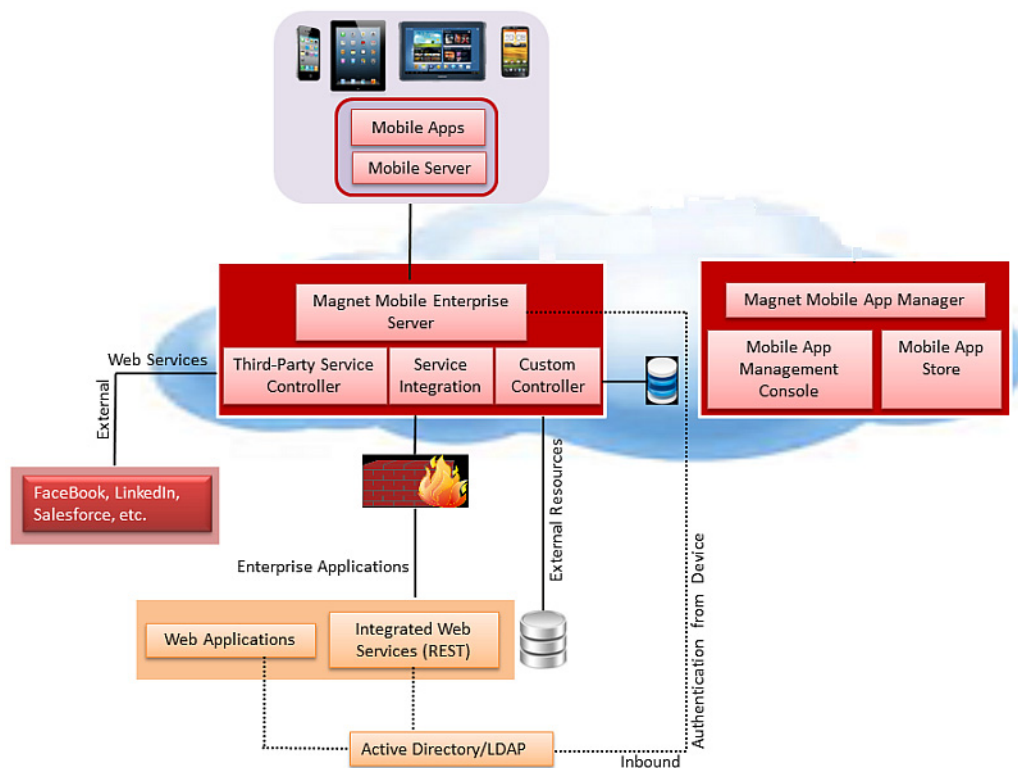 Mobile Apps
Mobile Server
Magnet Mobile Enterprise
Server
Magnet Mobile App Manager
Third-Party Service
Controller
Service
Integration
Custom
Controller
Mobile App
Management
Console
Mobile App
Store
Web Services
External
FaceBook, LinkedIn,
Salesforce, etc.
External Resources
Enterprise Applications
Authentication from Device
Web Applications
Integrated Web
Services (REST)
Active Directory/LDAP
Inbound